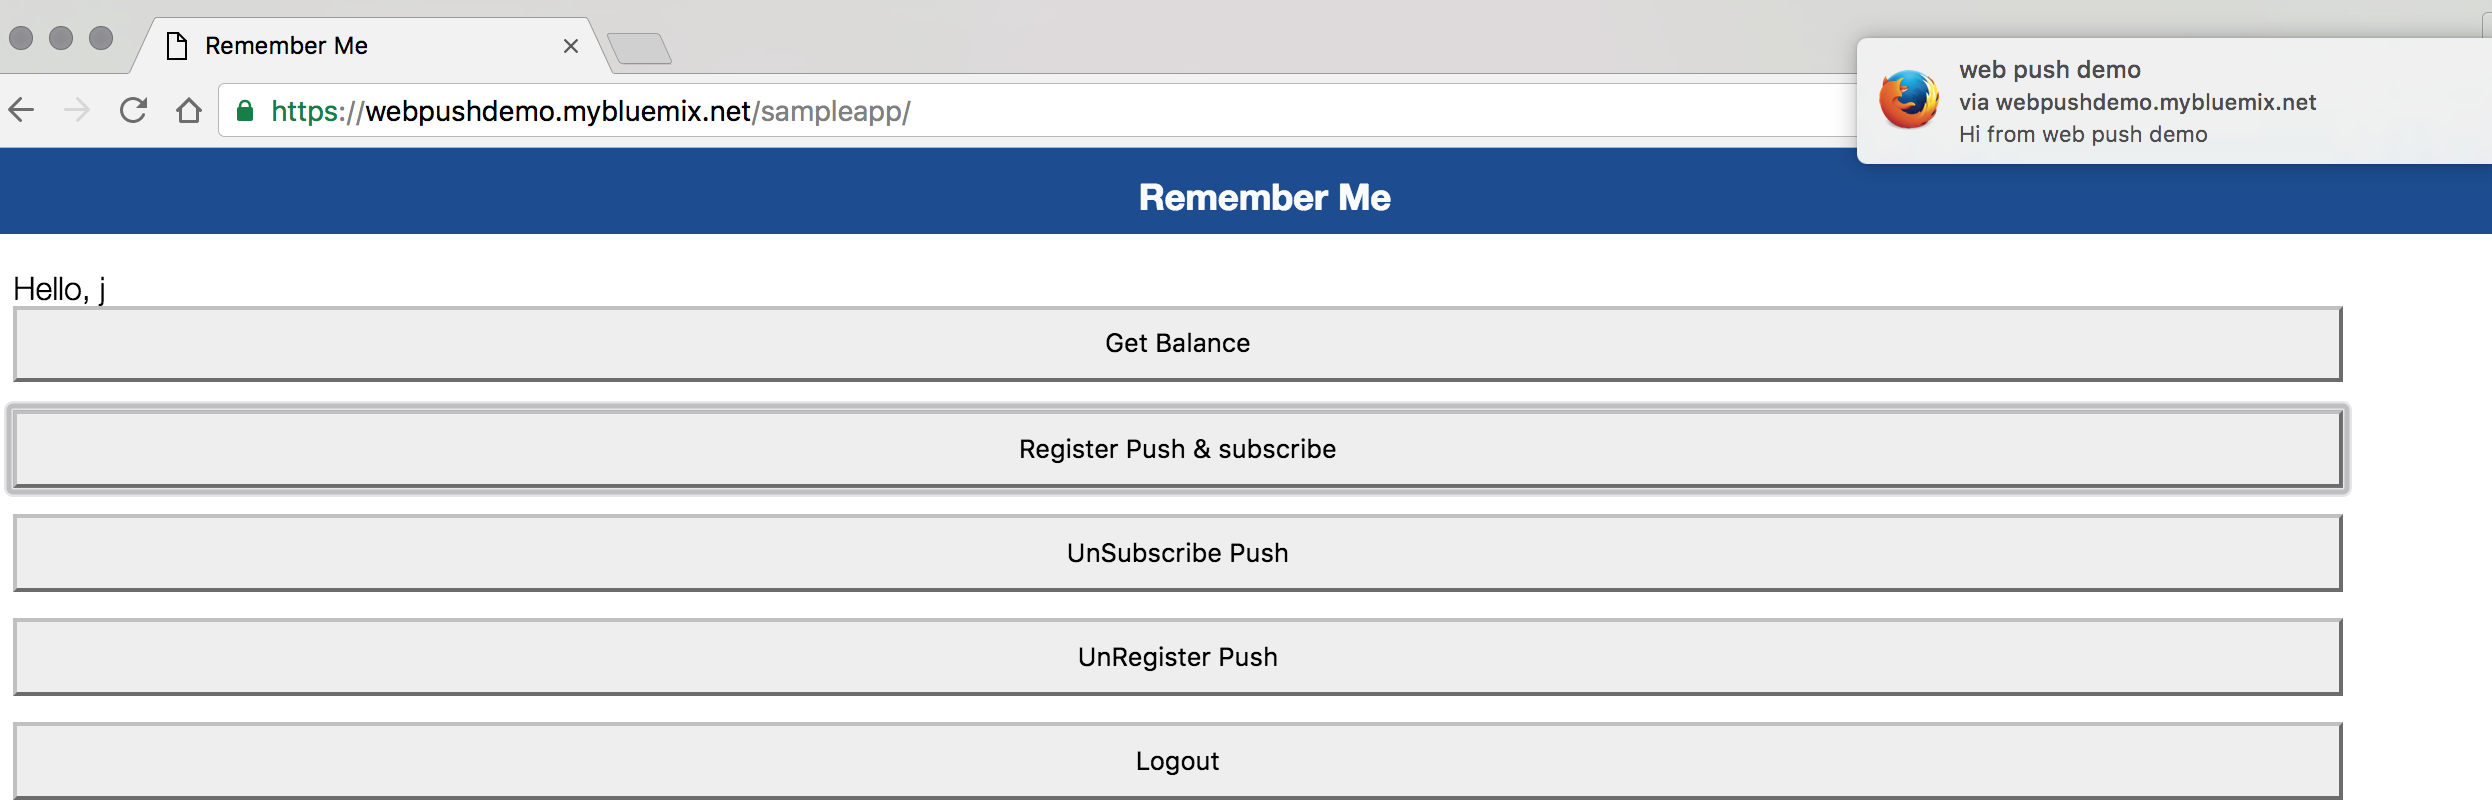 Remember Me
web push demo
via webpushdemo.mybluemix.net
Hi from web push demo
https://webpushdemo.mybluemix.net/sampleapp/
Remember Me
Hello, j
Get Balance
Register Push & subscribe
UnSubscribe Push
UnRegister Push
Logout